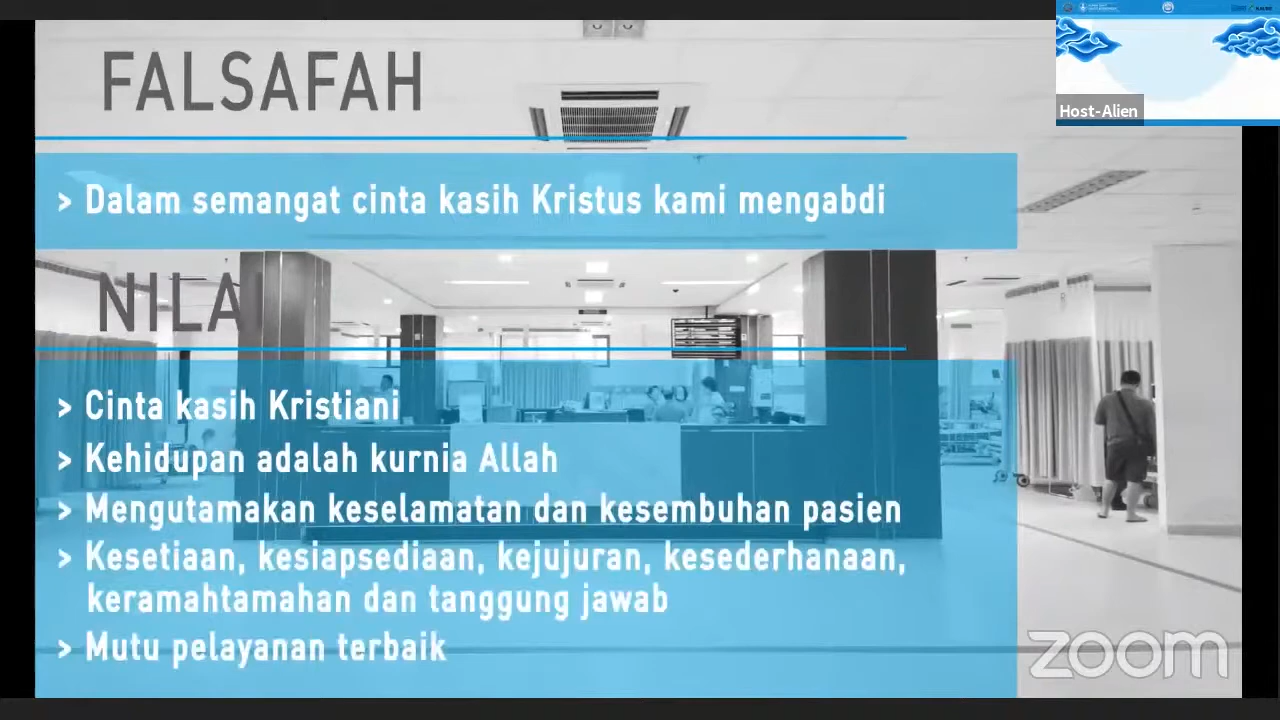 FALSAFAH
> Dalam semangat cinta kasih Kristus kami mengabdi
NILAI
> Cinta kasih Kristiani
> Kehidupan adalah kurnia Allah
> Mengutamakan keselamatan dan kesembuhan pasien
> Kesetiaan, kesiapsediaan, kejujuran, kesederhanaan,
keramahtamahan dan tanggung jawab
> Mutu pelayanan terbaik
Host-Alien
zoom